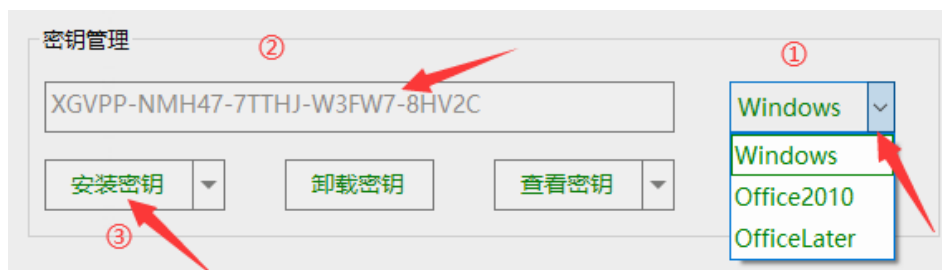 密钥管理
②
①
XGVPP-NMH47-7TTHJ-W3FW7-8HV2C
Windows
安装密钥
卸载密钥
查看密钥
Windows
Office2010
OfficeLater
③